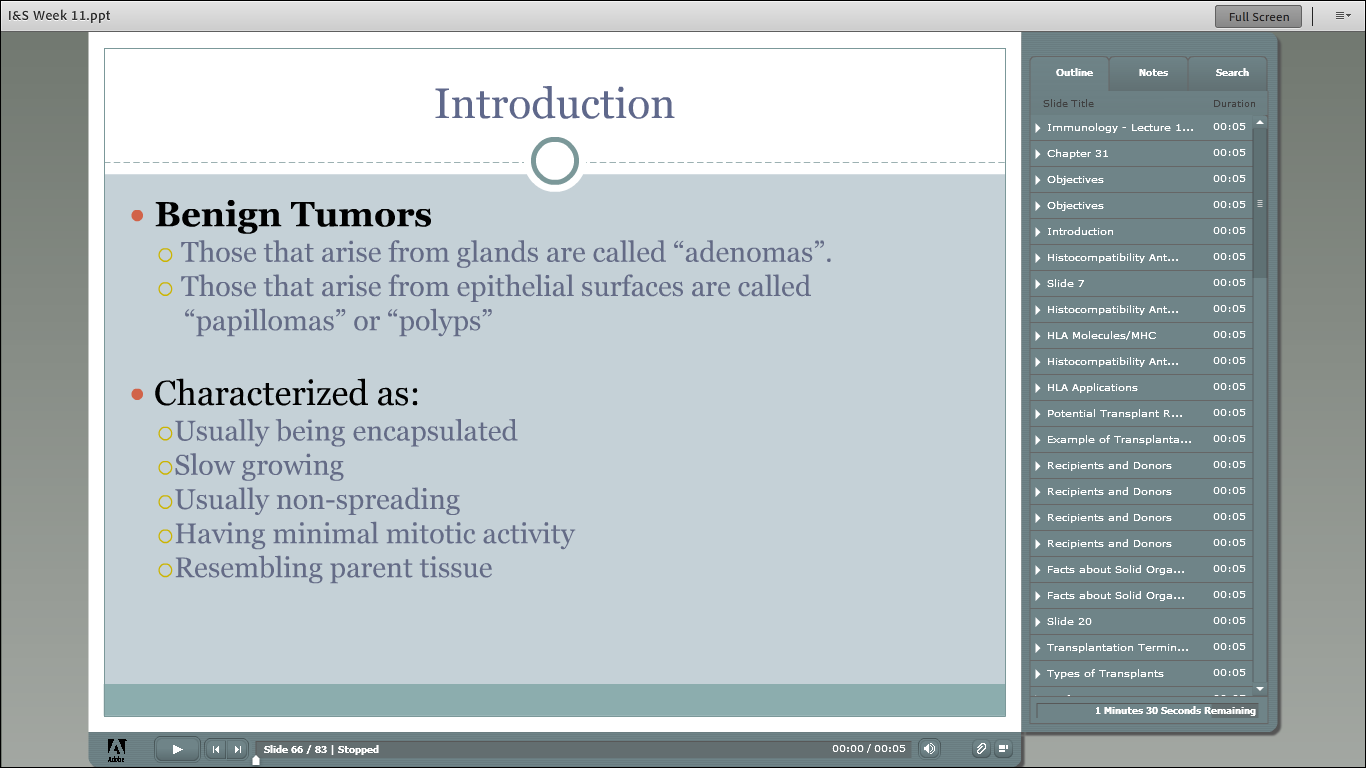 I&S Week 11.ppt
Full Screen
Introduction
Benign Tumors
Those that arise from glands are called “adenomas”.
Those that arise from epithelial surfaces are called
“papillomas” or “polyps”
Characterized as:
Usually being encapsulated
Slow growing
Usually non-spreading
Having minimal mitotic activity
Resembling parent tissue
Outline Notes Search
Slide Title Duration
Immunology - Lecture 1... 00:05
Chapter 31 00:05
Objectives 00:05
Objectives 00:05
Introduction 00:05
Histocompatibility Ant... 00:05
Slide 7 00:05
Histocompatibility Ant... 00:05
HLA Molecules/MHC 00:05
Histocompatibility Ant... 00:05
HLA Applications 00:05
Potential Transplant R... 00:05
Example of Transplanta... 00:05
Recipients and Donors 00:05
Recipients and Donors 00:05
Recipients and Donors 00:05
Recipients and Donors 00:05
Facts about Solid Orga... 00:05
Facts about Solid Orga... 00:05
Slide 20 00:05
Transplantation Termin... 00:05
Types of Transplants 00:05
1 Minutes 30 Seconds Remaining
Adobe
Slide 66 / 83 | Stopped 00:00 / 00:05